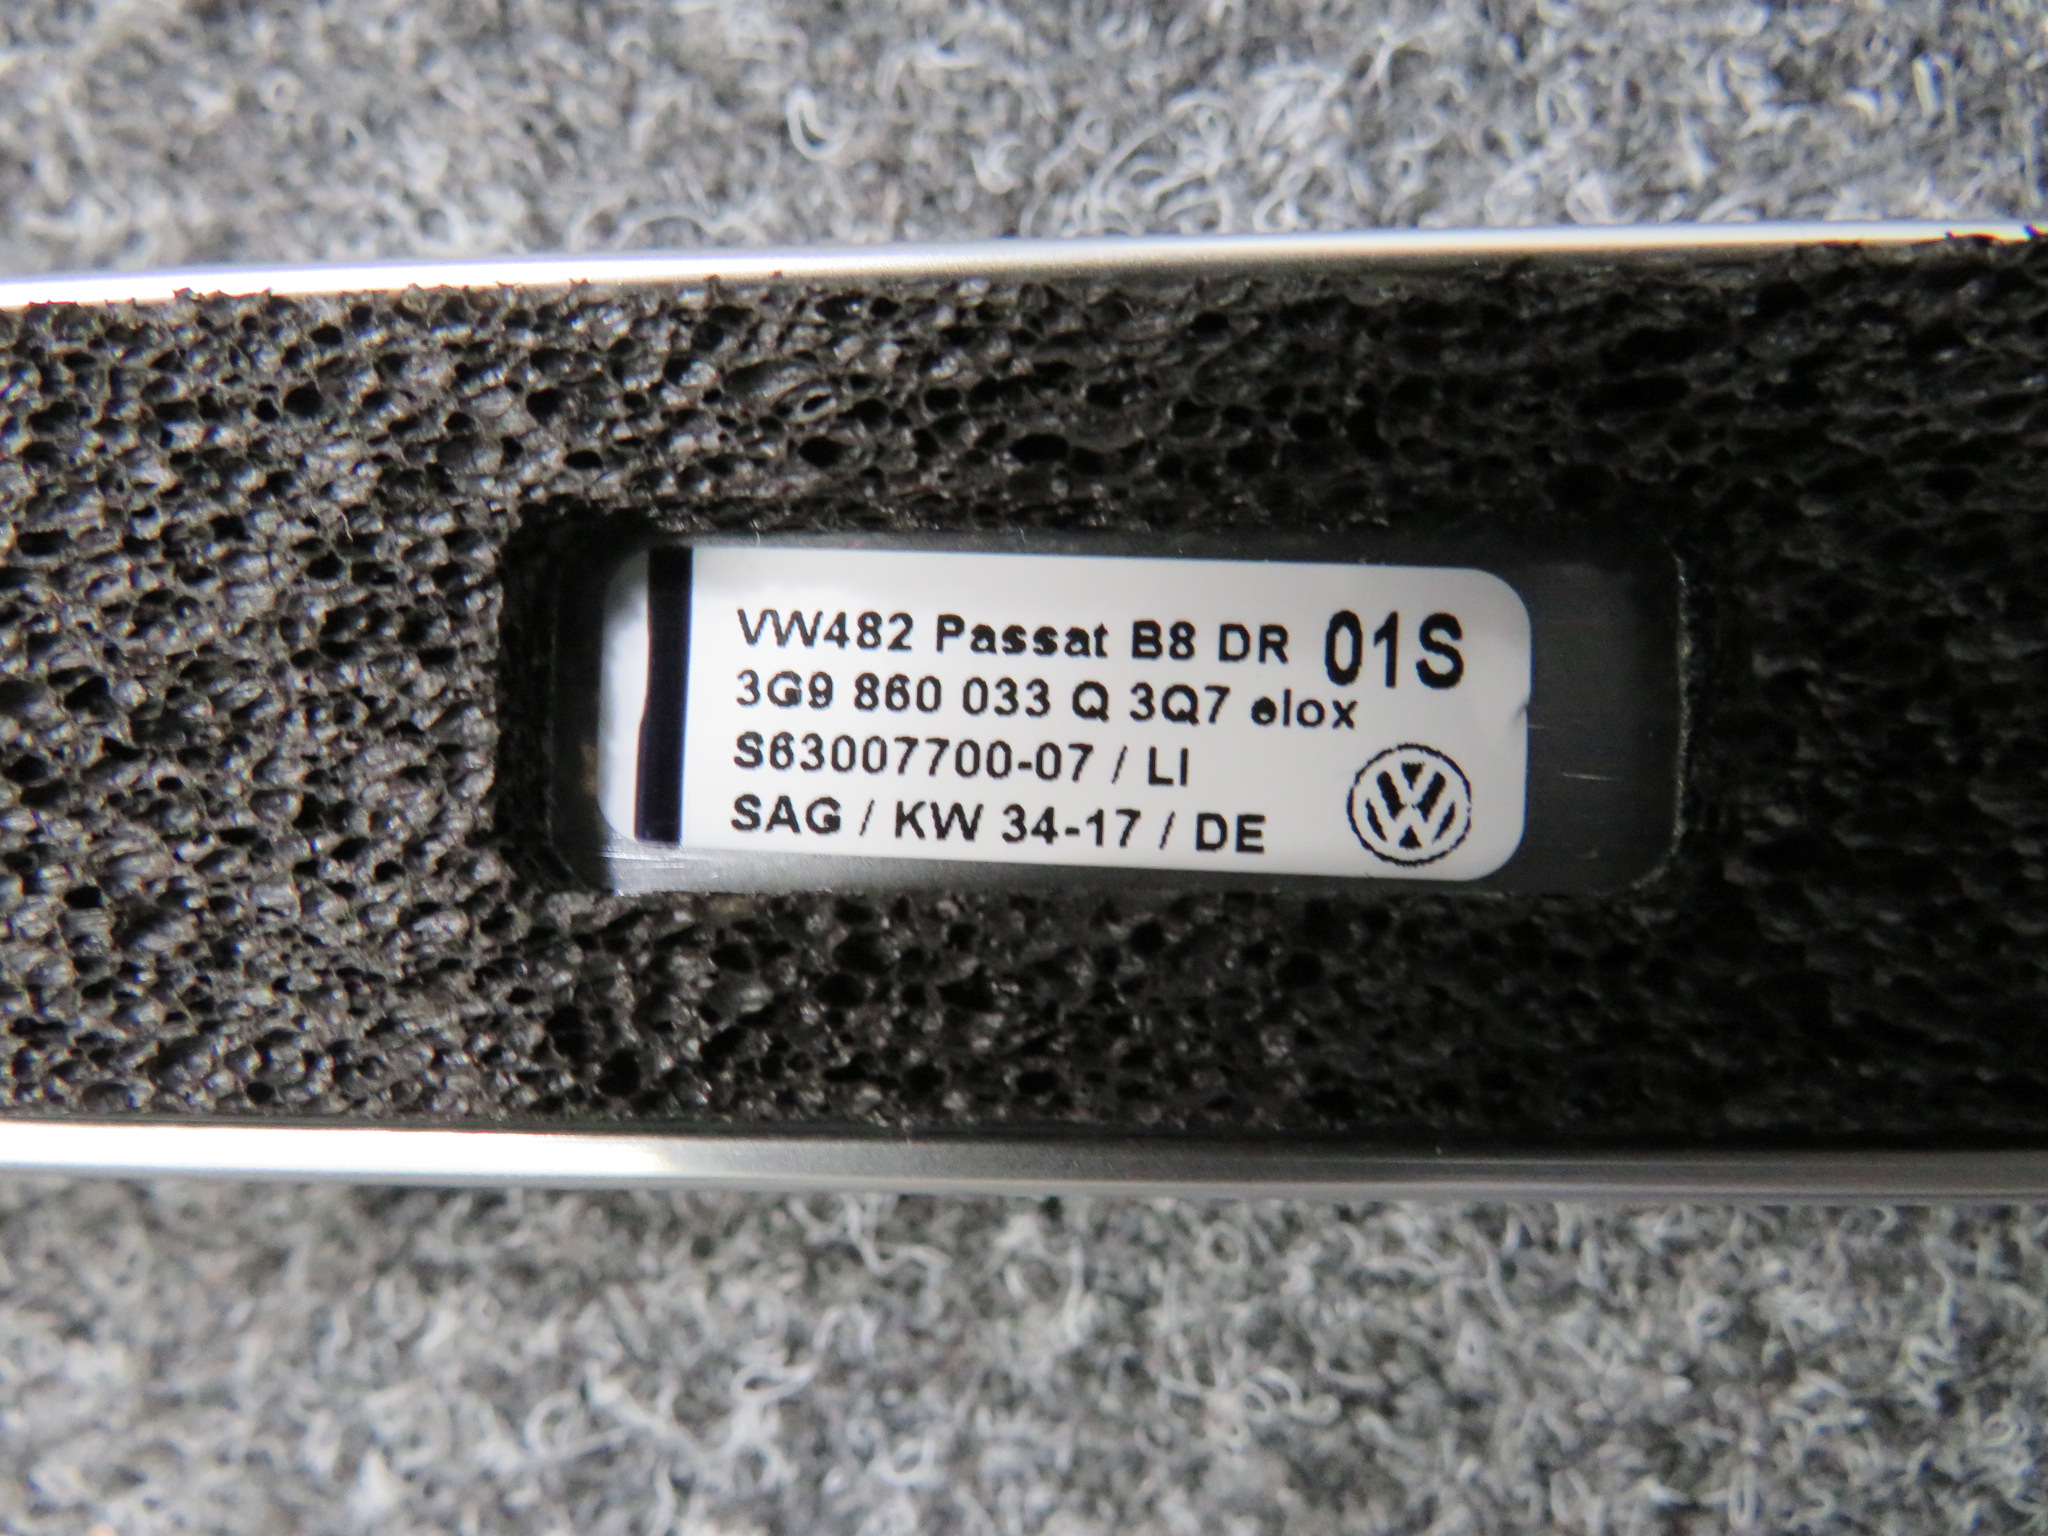 VW482 Passat B8 DR 01S
3G9 860 033 Q 3Q7 elox
S63007700-07 / LI
SAG / KW 34-17 / DE